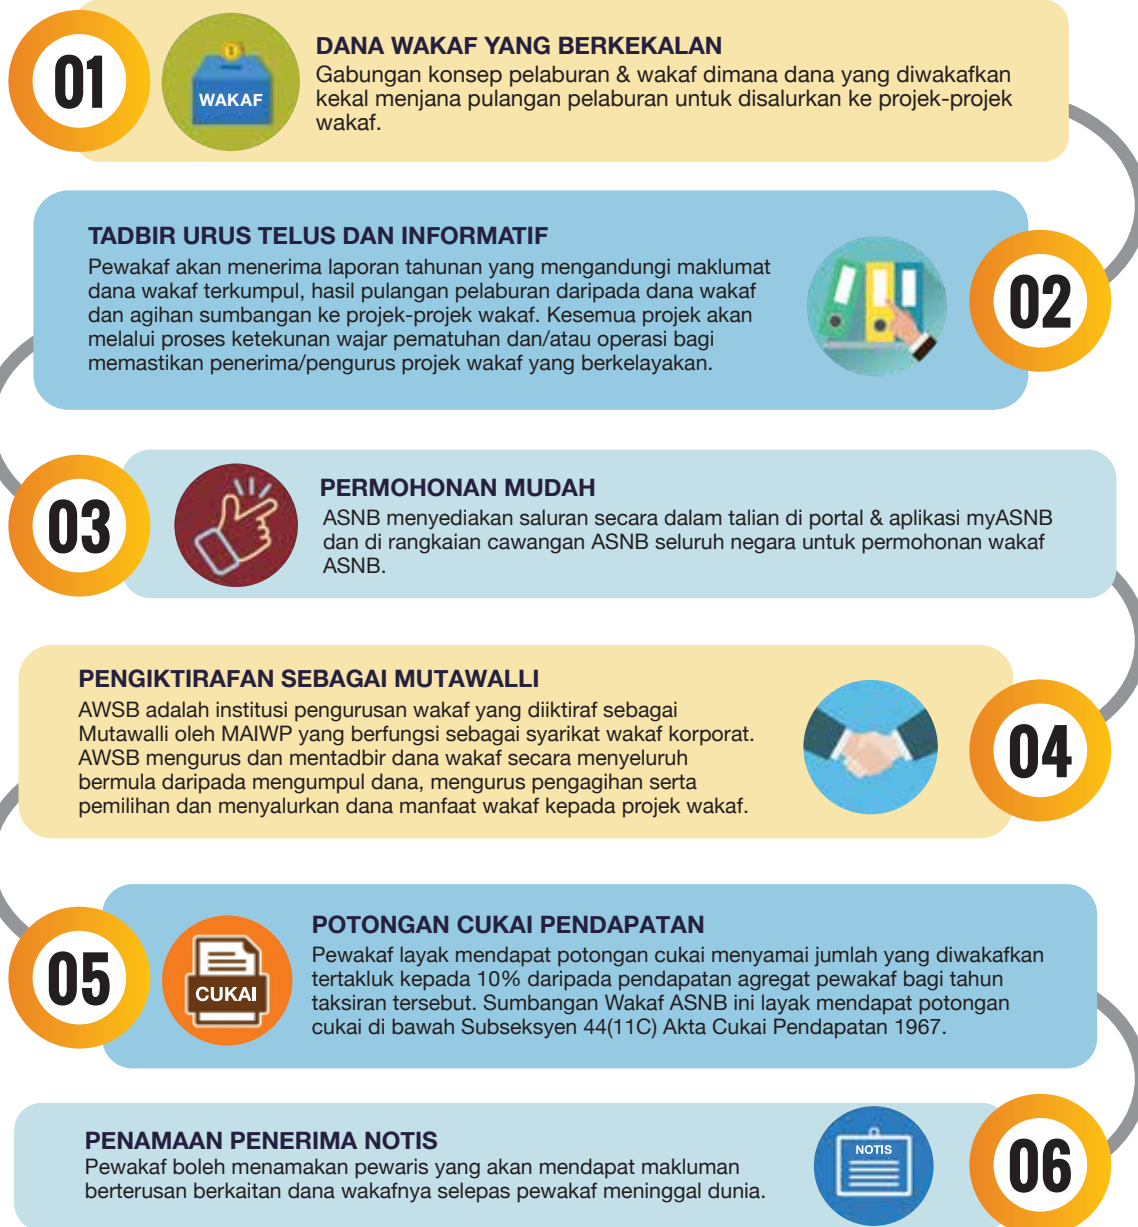 01
WAKAF
DANA WAKAF YANG BERKEKALAN
Gabungan konsep pelaburan & wakaf dimana dana yang diwakafkan
kekal menjana pulangan pelaburan untuk disalurkan ke projek-projek
wakaf.
TADBIR URUS TELUS DAN INFORMATIF
Pewakaf akan menerima laporan tahunan yang mengandungi maklumat
dana wakaf terkumpul, hasil pulangan pelaburan daripada dana wakaf
dan agihan sumbangan ke projek-projek wakaf. Kesemua projek akan
melalui proses ketekunan wajar pematuhan dan/atau operasi bagi
memastikan penerima/pengurus projek wakaf yang berkelayakan.
02
03
PERMOHONAN MUDAH
ASNB menyediakan saluran secara dalam talian di portal & aplikasi myASNB
dan di rangkaian cawangan ASNB seluruh negara untuk permohonan wakaf
ASNB.
PENGIKTIRAFAN SEBAGAI MUTAWALLI
AWSB adalah institusi pengurusan wakaf yang diiktiraf sebagai
Mutawalli oleh MAIWP yang berfungsi sebagai syarikat wakaf korporat.
AWSB mengurus dan mentadbir dana wakaf secara menyeluruh
bermula daripada mengumpul dana, mengurus pengagihan serta
pemilihan dan menyalurkan dana manfaat wakaf kepada projek wakaf.
04
05
CUKAI
POTONGAN CUKAI PENDAPATAN
Pewakaf layak mendapat potongan cukai menyamai jumlah yang diwakafkan
tertakluk kepada 10% daripada pendapatan agregat pewakaf bagi tahun
taksiran tersebut. Sumbangan Wakaf ASNB ini layak mendapat potongan
cukai di bawah Subseksyen 44(11C) Akta Cukai Pendapatan 1967.
PENAMAAN PENERIMA NOTIS
Pewakaf boleh menamakan pewaris yang akan mendapat makluman
berterusan berkaitan dana wakafnya selepas pewakaf meninggal dunia.
NOTIS
06